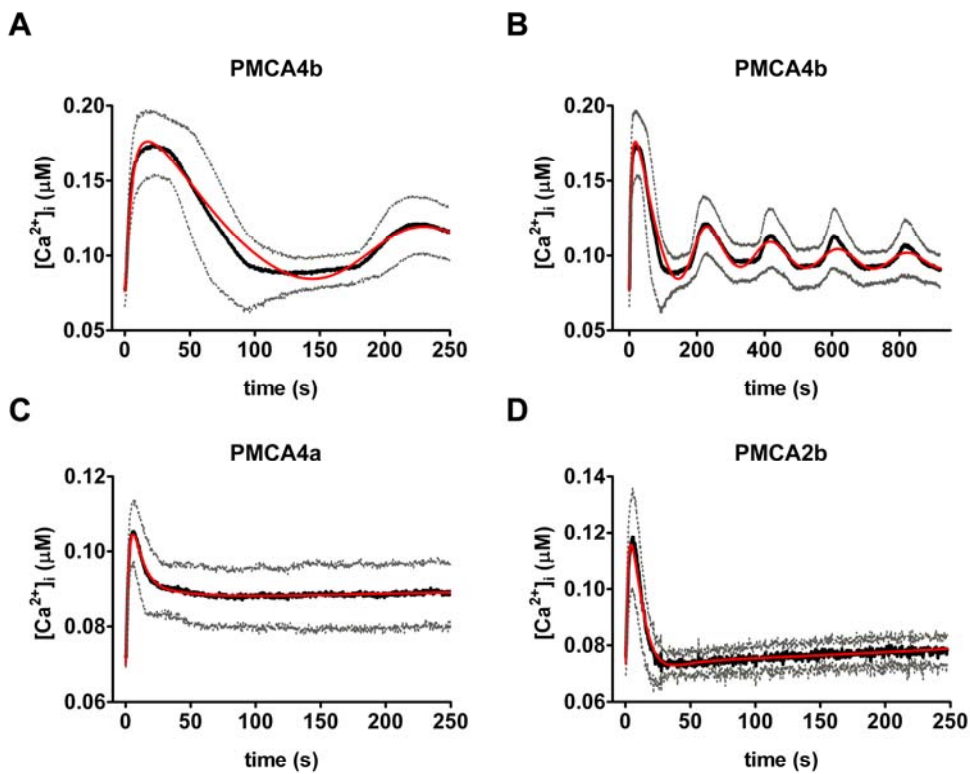 A
PMCA4b
[Ca²⁺]ᵢ (μM)
0.20
0.15
0.10
0.05
0 50 100 150 200 250
time (s)
B
PMCA4b
[Ca²⁺]ᵢ (μM)
0.20
0.15
0.10
0.05
0 200 400 600 800
time (s)
C
PMCA4a
[Ca²⁺]ᵢ (μM)
0.12
0.10
0.08
0.06
0 50 100 150 200 250
time (s)
D
PMCA2b
[Ca²⁺]ᵢ (μM)
0.14
0.12
0.10
0.08
0.06
0 50 100 150 200 250
time (s)